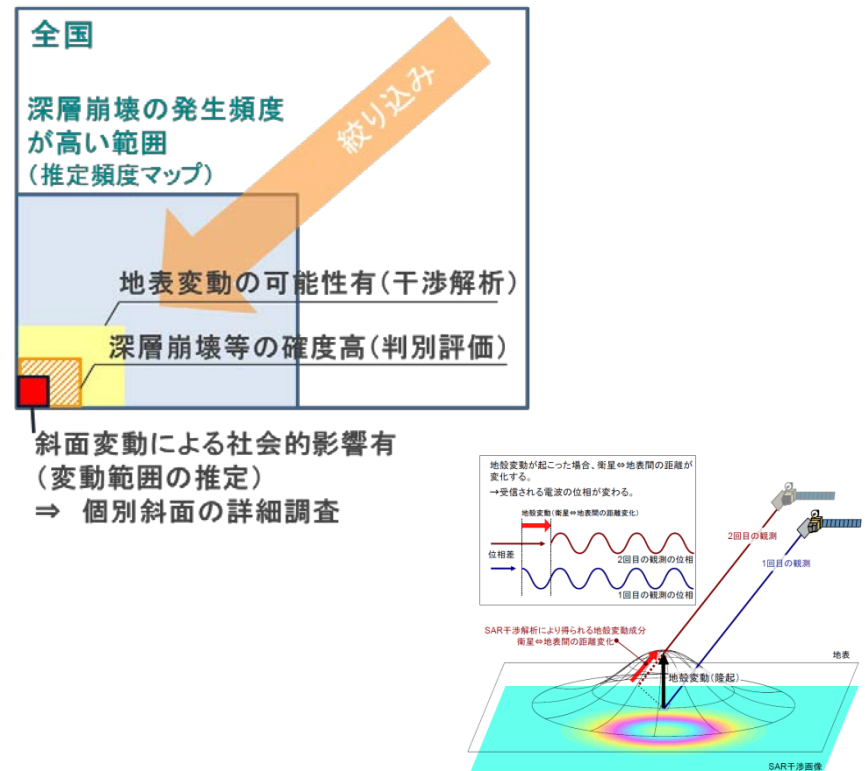 全国
深層崩壊の発生頻度
が高い範囲
(推定頻度マップ)
絞り込み
地表変動の可能性有(干渉解析)
深層崩壊等の確度高(判別評価)
斜面変動による社会的影響有
(変動範囲の推定)
⇒ 個別斜面の詳細調査
地殻変動が起こった場合、衛星⇔地表間の距離が
変化する。
→受信される電波の位相が変わる。
地殻変動(衛星⇔地表間の距離変化)
位相差
2回目の観測の位相
1回目の観測の位相
2回目の観測
1回目の観測
SAR干渉解析により得られる地殻変動成分
衛星⇔地表間の距離変化
地表
地殻変動(隆起)
SAR干渉画像